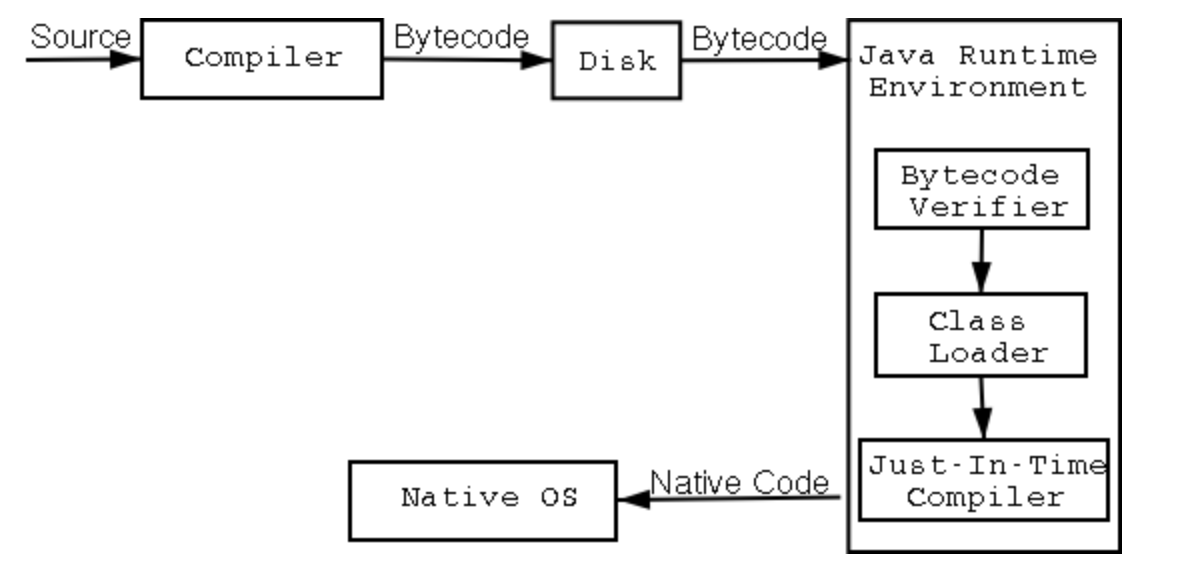 Source
Compiler
Bytecode
Disk
Bytecode
Java Runtime
Environment
Bytecode
Verifier
Class
Loader
Just-In-Time
Compiler
Native Code
Native OS